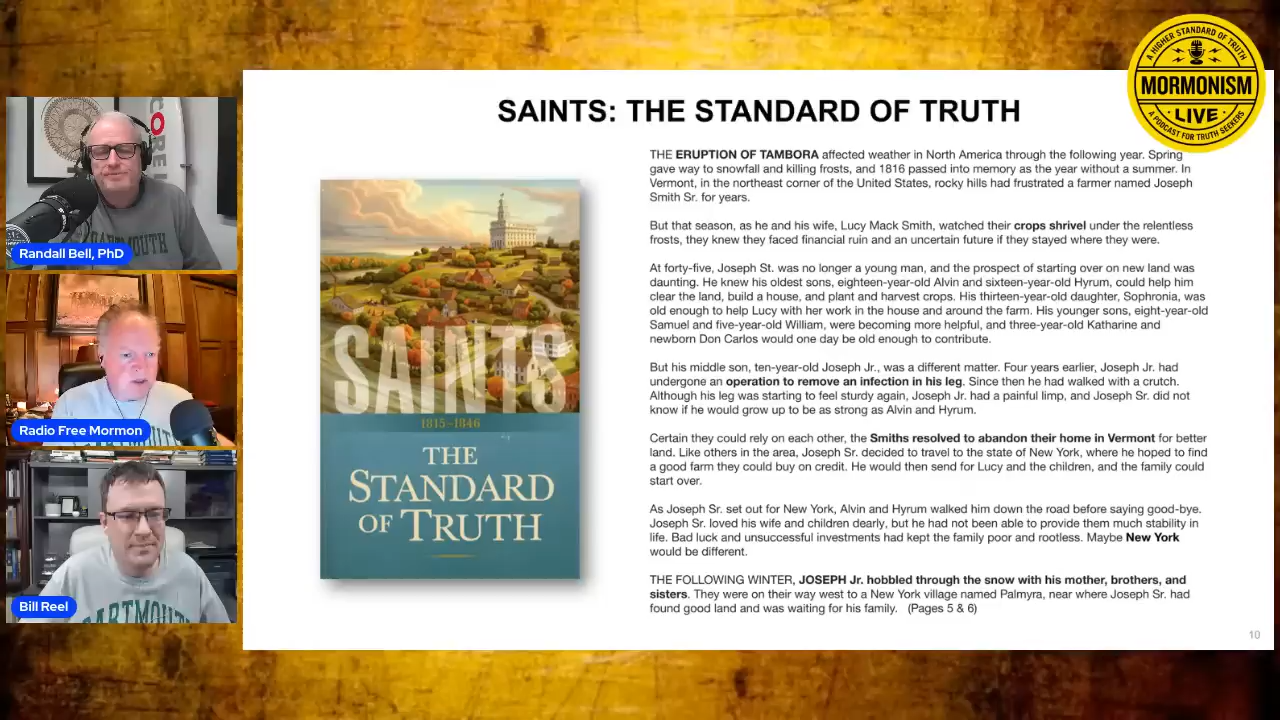 SAINTS: THE STANDARD OF TRUTH
A HIGHER STANDARD OF TRUTH
MORMONISM
LIVE
A PODCAST FOR TRUTH SEEKERS
THE ERUPTION OF TAMBORA affected weather in North America through the following year. Spring
gave way to snowfall and killing frosts, and 1816 passed into memory as the year without a summer. In
Vermont, in the northeast corner of the United States, rocky hills had frustrated a farmer named Joseph
Smith Sr. for years.
But that season, as he and his wife, Lucy Mack Smith, watched their crops shrivel under the relentless
frosts, they knew they faced financial ruin and an uncertain future if they stayed where they were.
At forty-five, Joseph St. was no longer a young man, and the prospect of starting over on new land was
daunting. He knew his oldest sons, eighteen-year-old Alvin and sixteen-year-old Hyrum, could help him
clear the land, build a house, and plant and harvest crops. His thirteen-year-old daughter, Sophronia, was
old enough to help Lucy with her work in the house and around the farm. His younger sons, eight-year-old
Samuel and five-year-old William, were becoming more helpful, and three-year-old Katharine and
newborn Don Carlos would one day be old enough to contribute.
But his middle son, ten-year-old Joseph Jr., was a different matter. Four years earlier, Joseph Jr. had
undergone an operation to remove an infection in his leg. Since then he had walked with a crutch.
Although his leg was starting to feel sturdy again, Joseph Jr. had a painful limp, and Joseph Sr. did not
know if he would grow up to be as strong as Alvin and Hyrum.
Certain they could rely on each other, the Smiths resolved to abandon their home in Vermont for better
land. Like others in the area, Joseph Sr. decided to travel to the state of New York, where he hoped to find
a good farm they could buy on credit. He would then send for Lucy and the children, and the family could
start over.
As Joseph Sr. set out for New York, Alvin and Hyrum walked him down the road before saying good-bye.
Joseph Sr. loved his wife and children dearly, but he had not been able to provide them much stability in
life. Bad luck and unsuccessful investments had kept the family poor and rootless. Maybe New York
would be different.
THE FOLLOWING WINTER, JOSEPH Jr. hobbled through the snow with his mother, brothers, and
sisters. They were on their way west to a New York village named Palmyra, near where Joseph Sr. had
found good land and was waiting for his family. (Pages 5 & 6)
10
SAINTS
1815–1846
THE
STANDARD
OF TRUTH
Randall Bell, PhD
Radio Free Mormon
Bill Reel
DARTMOUTH